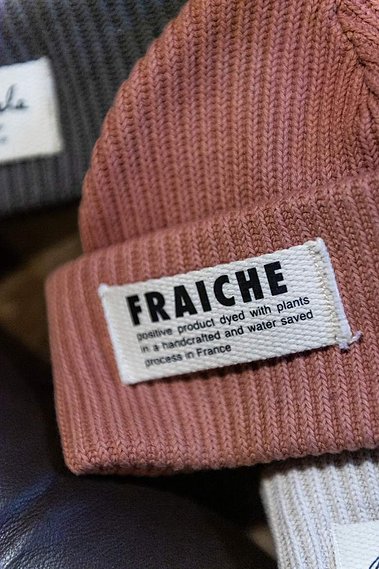 FRAICHE
positive product dyed with plants
in a handcrafted and water saved
process in France